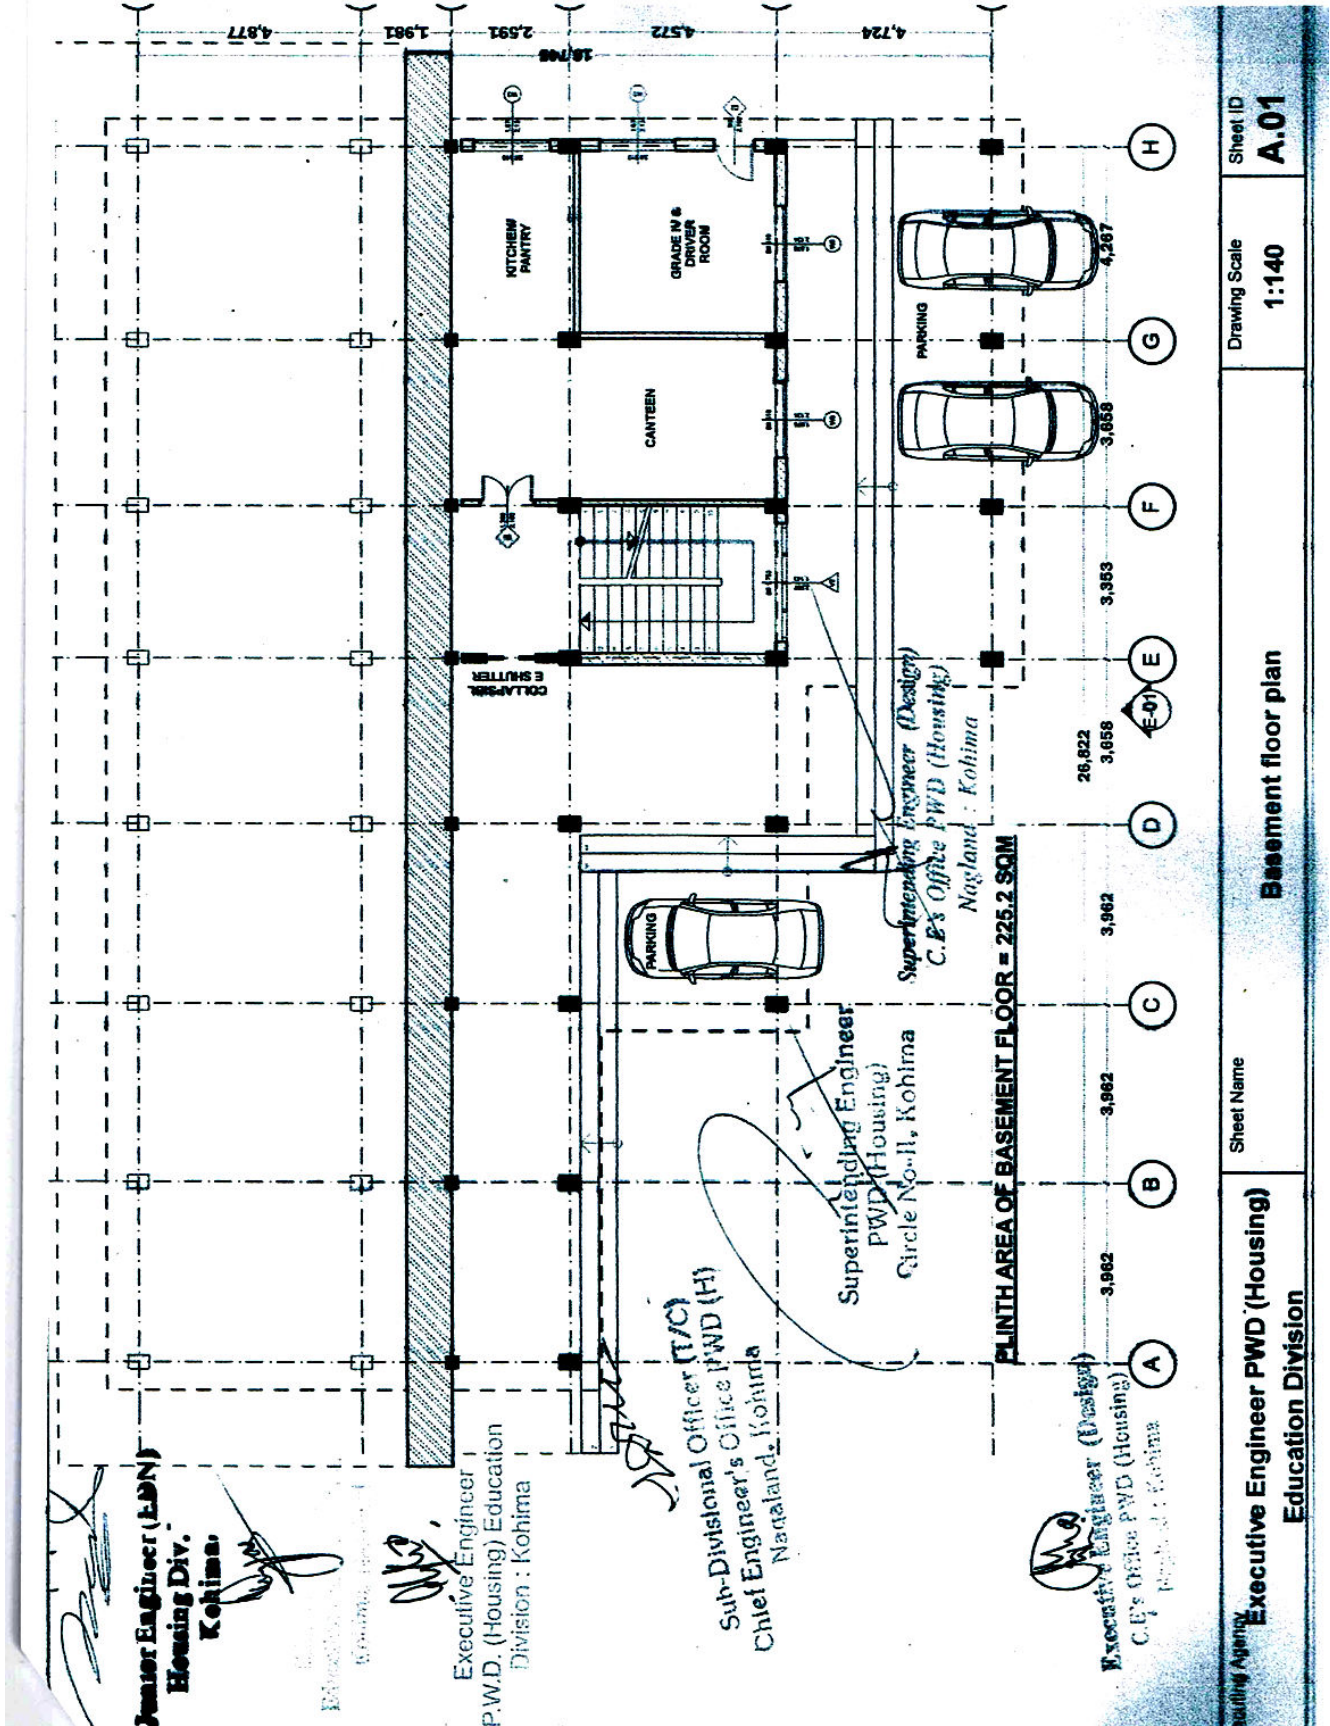 4,877
1,981
2,591
4,572
4,724
18,745
KITCHEN/
PANTRY
GRADE IV &
DRIVER
ROOM
CANTEEN
COLLAPSIBL
E SHUTTER
PARKING
PARKING
H
G
F
E
D
C
B
A
4,267
3,658
3,353
3,658
3,962
3,962
3,962
26,822
E-01
PLINTH AREA OF BASEMENT FLOOR = 225.2 SQM
Superintending Engineer (Design)
C.E's Office PWD (Housing)
Nagland : Kohima
Superintending Engineer
PWD (Housing)
Circle No-II, Kohima
Sub-Divisional Officer (T/C)
Chief Engineer's Office PWD (H)
Nagaland, Kohima
Junior Engineer (EDN)
Housing Div.
Kohima.
Executive Engineer
P.W.D. (Housing) Education
Division : Kohima
Executive Engineer (Design)
C.E's Office PWD (Housing)
Executive Engineer PWD (Housing)
Education Division
Sheet Name
Basement floor plan
Drawing Scale
1:140
Sheet ID
A.01